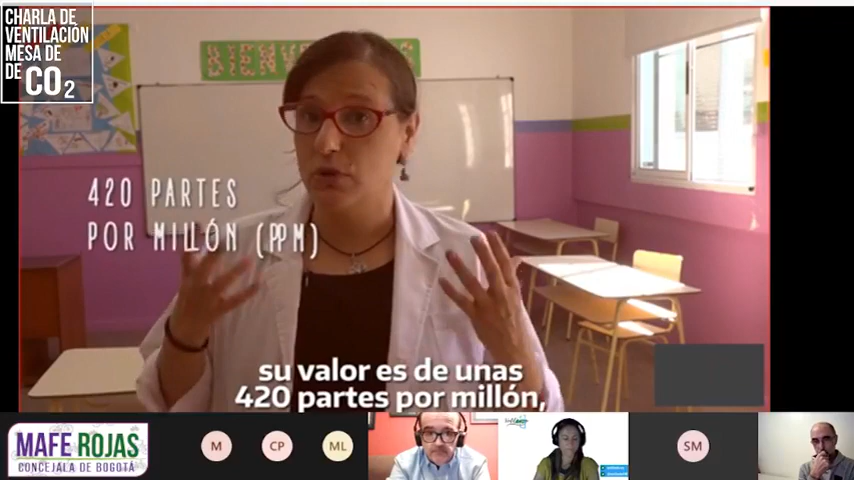 CHARLA DE
VENTILACIÓN
MESA DE
DE CO2
BIENVENIDOS
420 PARTES
POR MILLÓN (PPM)
su valor es de unas
420 partes por millón,
MAFE ROJAS
CONCEJALA DE BOGOTÁ
M
CP
ML
SM